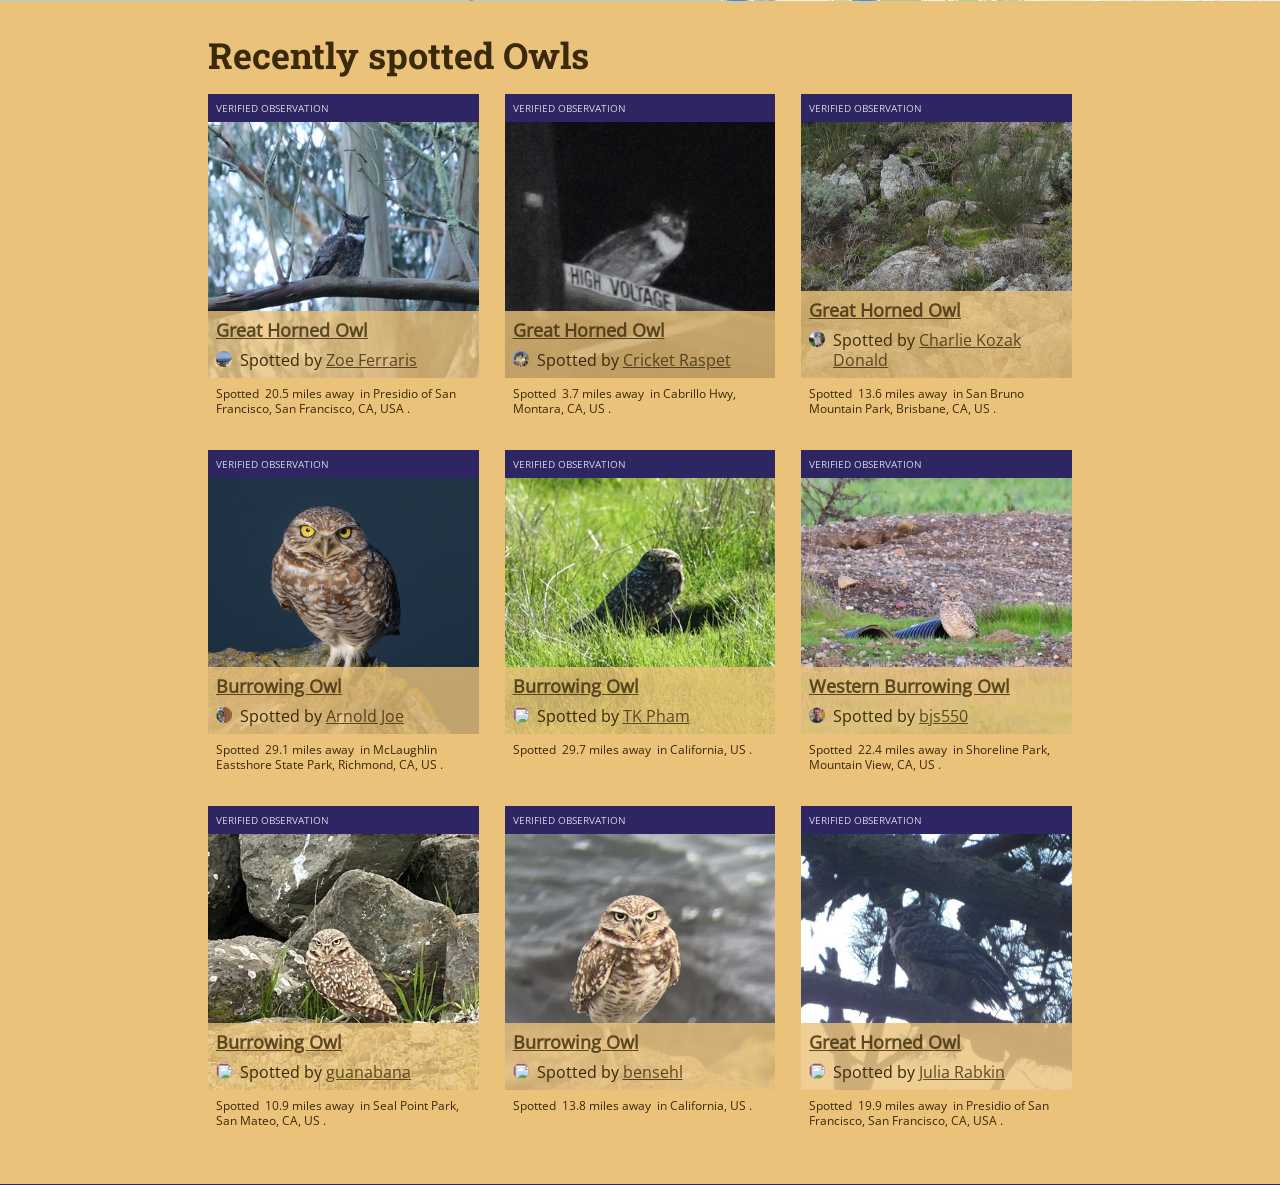 Recently spotted Owls
VERIFIED OBSERVATION
HIGH VOLTAGE
Great Horned Owl
Spotted by Zoe Ferraris
Spotted 20.5 miles away in Presidio of San
Francisco, San Francisco, CA, USA .
VERIFIED OBSERVATION
Great Horned Owl
Spotted by Cricket Raspet
Spotted 3.7 miles away in Cabrillo Hwy,
Montara, CA, US .
VERIFIED OBSERVATION
Great Horned Owl
Spotted by Charlie Kozak
Donald
Spotted 13.6 miles away in San Bruno
Mountain Park, Brisbane, CA, US .
VERIFIED OBSERVATION
Burrowing Owl
Spotted by Arnold Joe
Spotted 29.1 miles away in McLaughlin
Eastshore State Park, Richmond, CA, US .
VERIFIED OBSERVATION
Burrowing Owl
Spotted by TK Pham
Spotted 29.7 miles away in California, US .
VERIFIED OBSERVATION
Western Burrowing Owl
Spotted by bjs550
Spotted 22.4 miles away in Shoreline Park,
Mountain View, CA, US .
VERIFIED OBSERVATION
Burrowing Owl
Spotted by guanabana
Spotted 10.9 miles away in Seal Point Park,
San Mateo, CA, US .
VERIFIED OBSERVATION
Burrowing Owl
Spotted by bensehl
Spotted 13.8 miles away in California, US .
VERIFIED OBSERVATION
Great Horned Owl
Spotted by Julia Rabkin
Spotted 19.9 miles away in Presidio of San
Francisco, San Francisco, CA, USA .